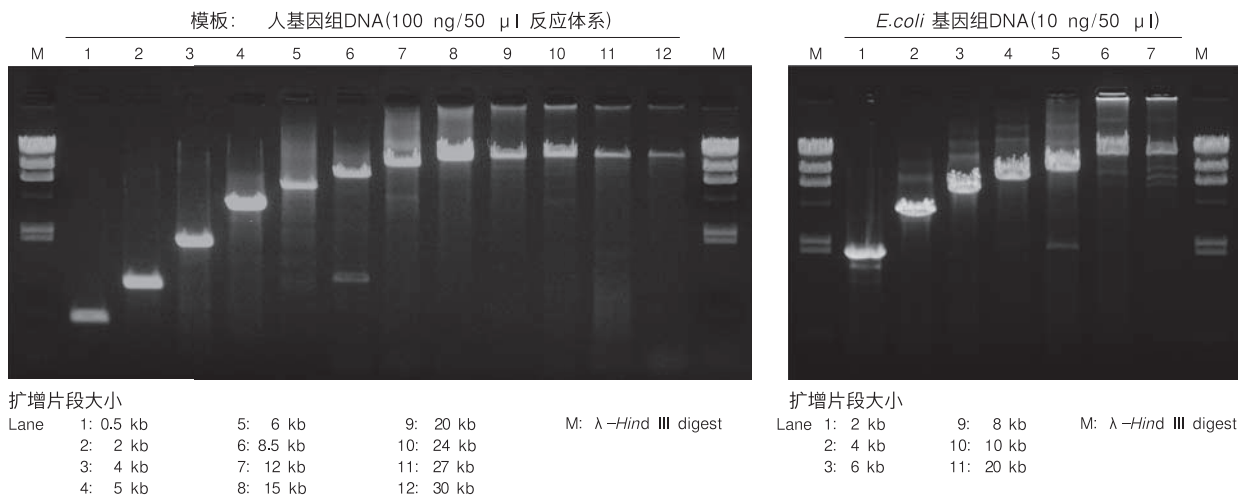 模板： 人基因组DNA(100 ng/50 μl 反应体系)
M 1 2 3 4 5 6 7 8 9 10 11 12 M
扩增片段大小
Lane 1: 0.5 kb 5: 6 kb 9: 20 kb M: λ-Hind III digest
2: 2 kb 6: 8.5 kb 10: 24 kb
3: 4 kb 7: 12 kb 11: 27 kb
4: 5 kb 8: 15 kb 12: 30 kb
E.coli 基因组DNA(10 ng/50 μl)
M 1 2 3 4 5 6 7 M
扩增片段大小
Lane 1: 2 kb 9: 8 kb M: λ-Hind III digest
2: 4 kb 10: 10 kb
3: 6 kb 11: 20 kb